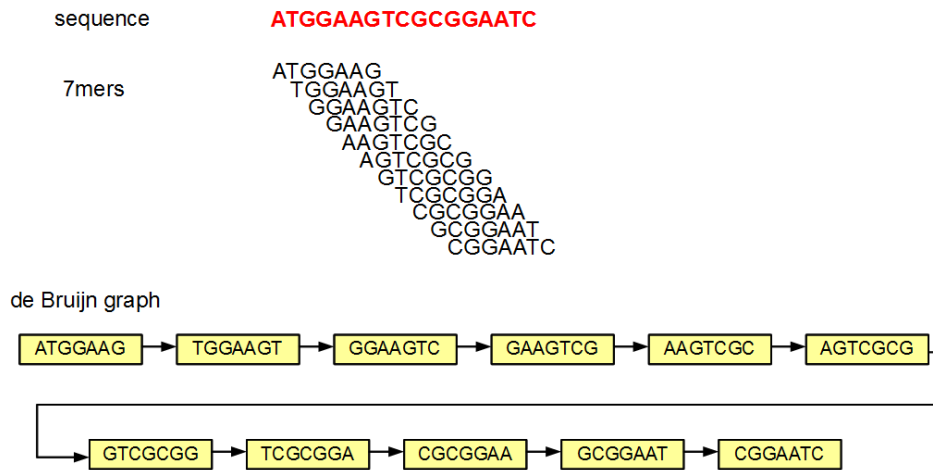 sequence ATGGAAGTCGCGGAATC
7mers
ATGGAAG
TGGAAGT
GGAAGTC
GAAGTCG
AAGTCGC
AGTCGCG
GTCGCGG
TCGCGGA
CGCGGAA
GCGGAAT
CGGAATC
de Bruijn graph
ATGGAAG TGGAAGT GGAAGTC GAAGTCG AAGTCGC AGTCGCG
GTCGCGG TCGCGGA CGCGGAA GCGGAAT CGGAATC